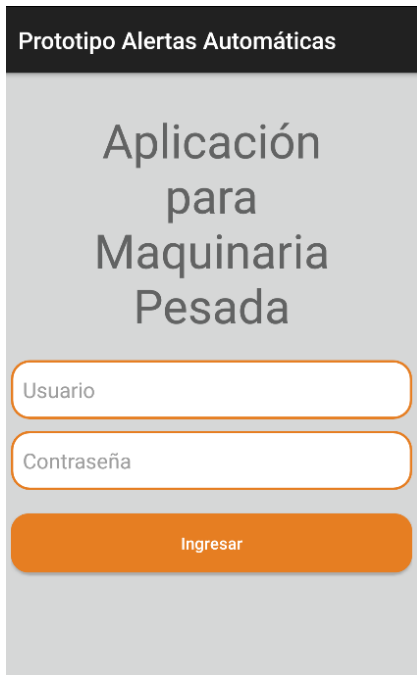 Prototipo Alertas Automáticas
Aplicación
para
Maquinaria
Pesada
Usuario
Contraseña
Ingresar